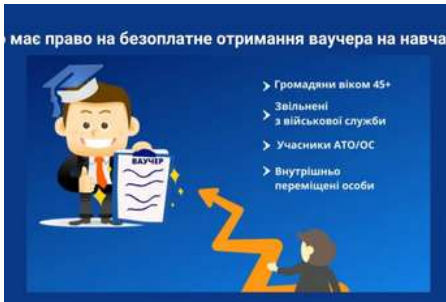 о має право на безоплатне отримання ваучера на навча
Громадяни віком 45+
Звільнені
з військової служби
Учасники АТО/ОС
Внутрішньо
переміщені особи
ВАУЧЕР